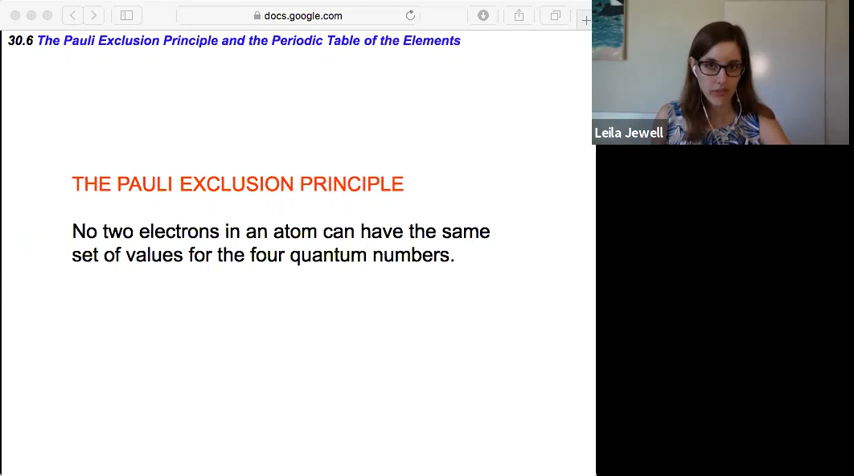 docs.google.com
30.6 The Pauli Exclusion Principle and the Periodic Table of the Elements
Leila Jewell
THE PAULI EXCLUSION PRINCIPLE
No two electrons in an atom can have the same
set of values for the four quantum numbers.